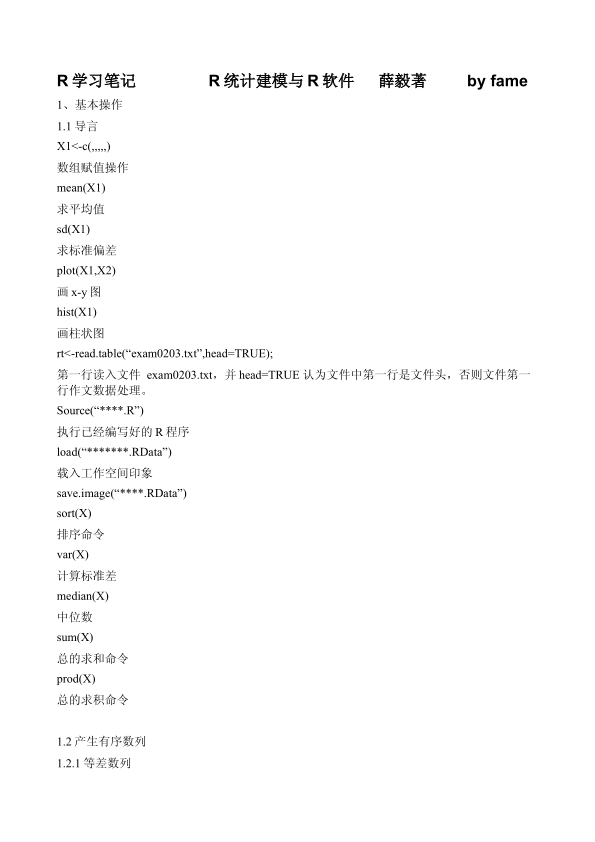 R 学习笔记 R 统计建模与 R 软件 薛毅著 by fame
1、基本操作
1.1 导言
X1<-c(,,,,,)
数组赋值操作
mean(X1)
求平均值
sd(X1)
求标准偏差
plot(X1,X2)
画 x-y 图
hist(X1)
画柱状图
rt<-read.table(“exam0203.txt”,head=TRUE);
第一行读入文件 exam0203.txt，并 head=TRUE 认为文件中第一行是文件头，否则文件第一
行作文数据处理。
Source(“****.R”)
执行已经编写好的 R 程序
load(“*******.RData”)
载入工作空间印象
save.image(“****.RData”)
sort(X)
排序命令
var(X)
计算标准差
median(X)
中位数
sum(X)
总的求和命令
prod(X)
总的求积命令
1.2 产生有序数列
1.2.1 等差数列